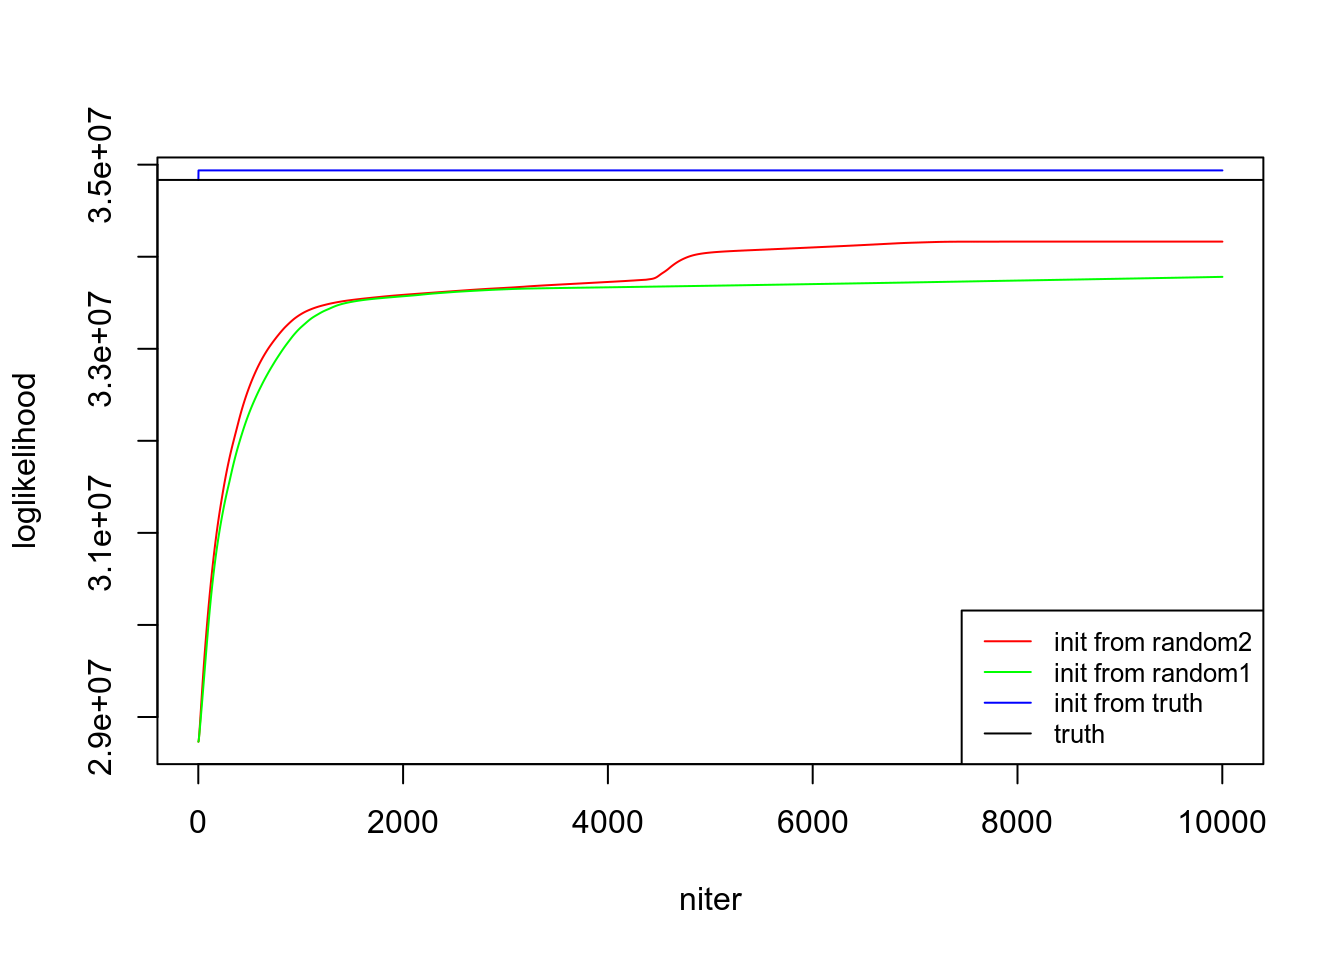 3.5e+07
3.3e+07
3.1e+07
2.9e+07
loglikelihood
init from random2
init from random1
init from truth
truth
0 2000 4000 6000 8000 10000
niter